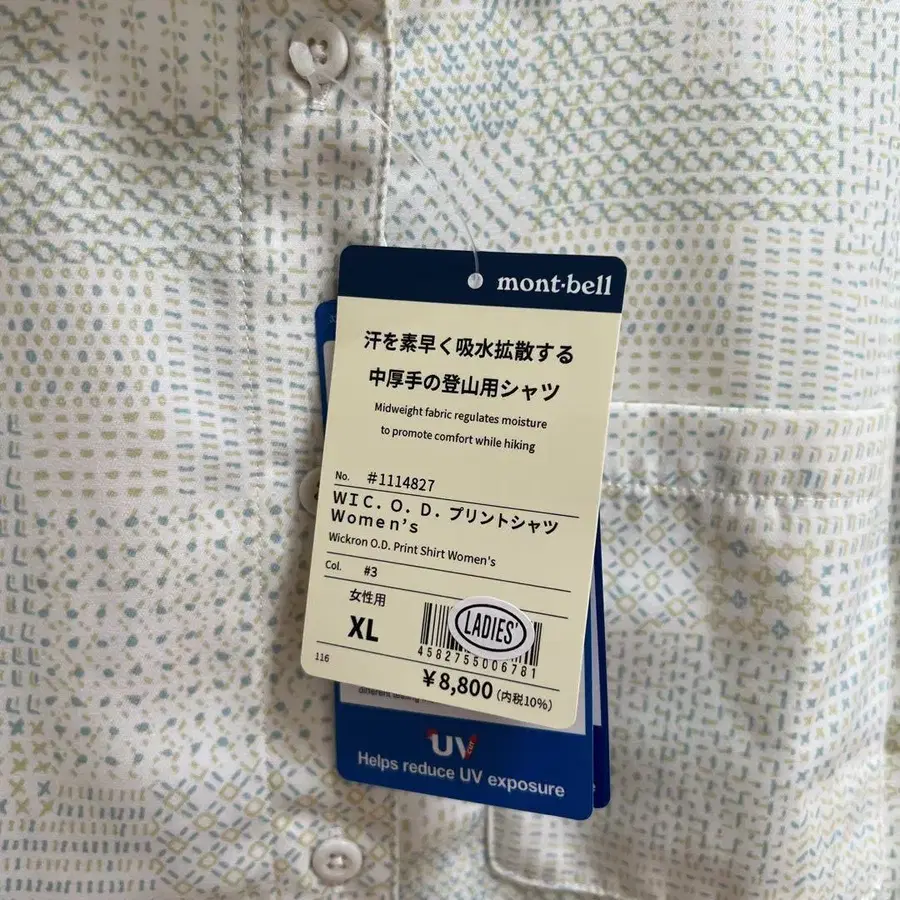 mont·bell
汗を素早く吸水拡散する
中厚手の登山用シャツ
Midweight fabric regulates moisture
to promote comfort while hiking
No. #1114827
WIC. O. D. プリントシャツ
Women's
Wickron O.D. Print Shirt Women's
Col. #3
女性用
XL
LADIES'
4582755006781
116
¥8,800 (内税10%)
UV CUT
Helps reduce UV exposure